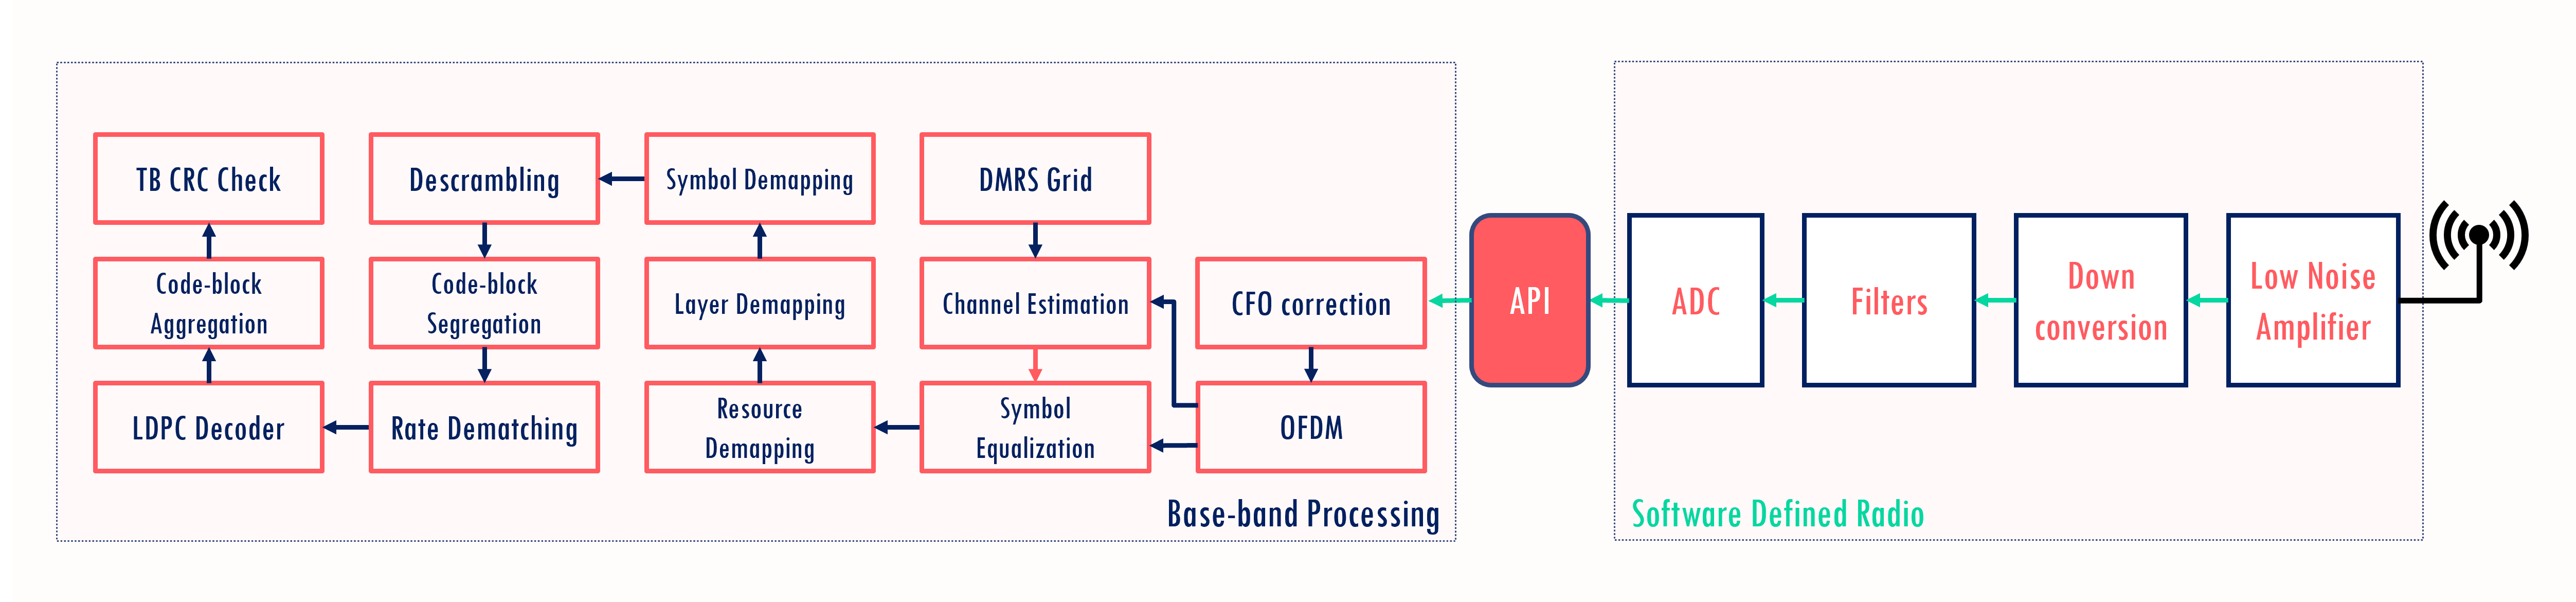 TB CRC Check
Descrambling
Symbol Demapping
DMRS Grid
Code-block
Aggregation
Code-block
Segregation
Layer Demapping
Channel Estimation
CFO correction
API
ADC
Filters
Down
conversion
Low Noise
Amplifier
LDPC Decoder
Rate Dematching
Resource
Demapping
Symbol
Equalization
OFDM
Base-band Processing
Software Defined Radio